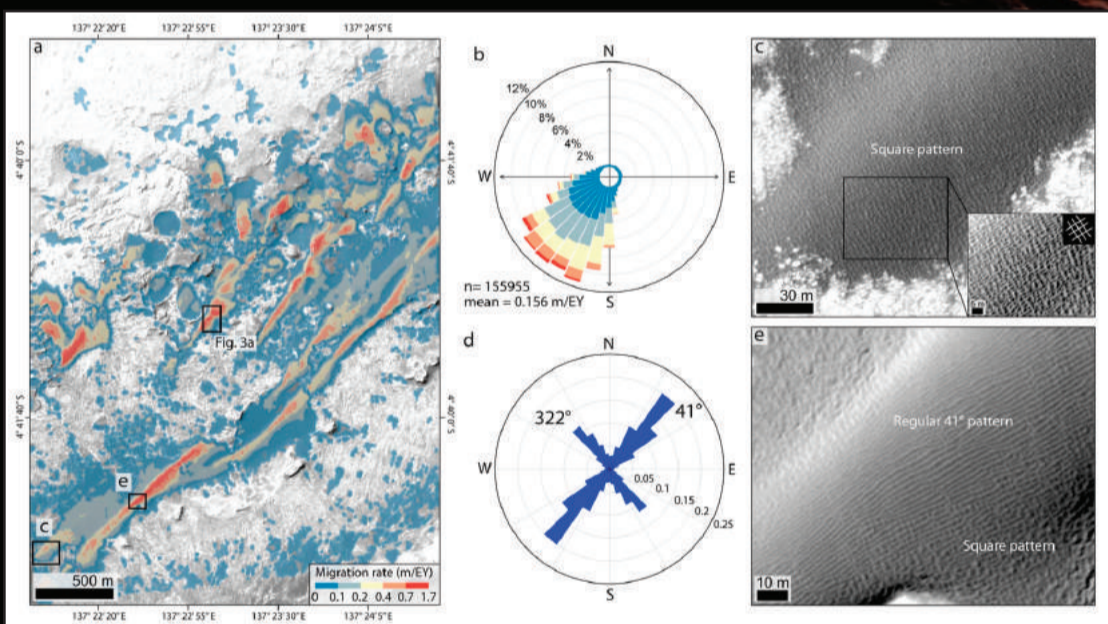 137° 22'20"E 137° 22'55"E 137° 23'30"E 137° 24'5"E
a
4° 40'0"S
4°41'40"S
Fig. 3a
4° 41'40"S
4° 40'0"S
e
c
500 m
Migration rate (m/EY)
0 0.1 0.2 0.4 0.7 1.7
137° 22'20"E 137° 22'55"E 137° 23'30"E 137° 24'5"E
b
N
12%
10%
8%
6%
4%
2%
W
E
S
n= 155955
mean = 0.156 m/EY
d
N
322°
41°
W
E
0.05
0.1
0.15
0.2
0.25
S
c
Square pattern
30 m
e
Regular 41° pattern
Square pattern
10 m